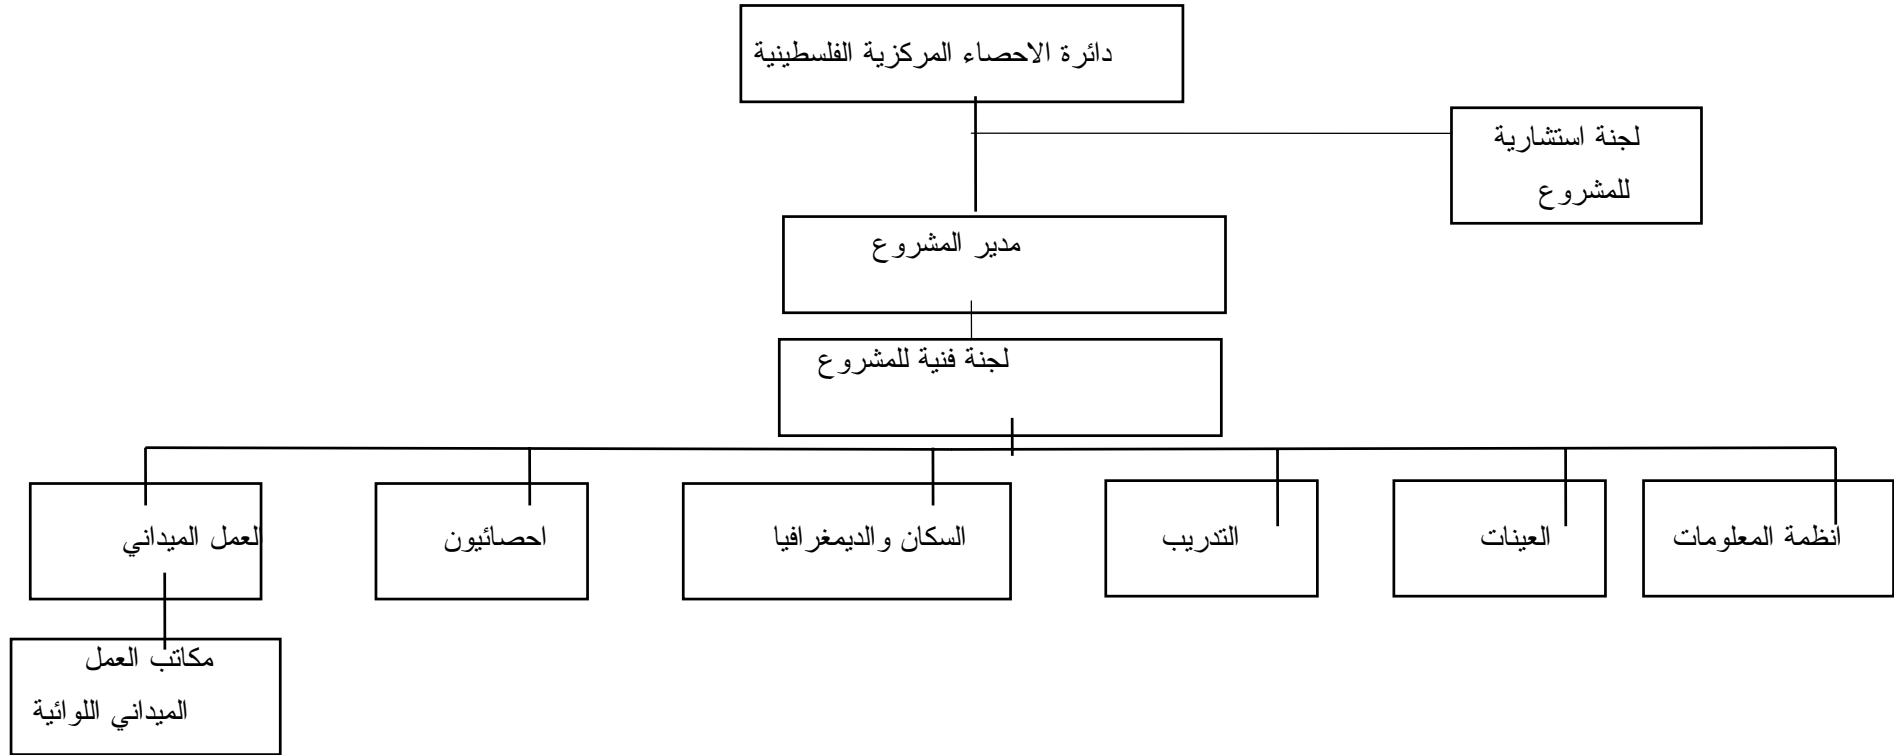 دائرة الاحصاء المركزية الفلسطينية
لجنة استشارية
للمشروع
مدير المشروع
لجنة فنية للمشروع
انظمة المعلومات
العينات
التدريب
السكان والديمغرافيا
احصائيون
العمل الميداني
مكاتب العمل
الميداني اللوائية